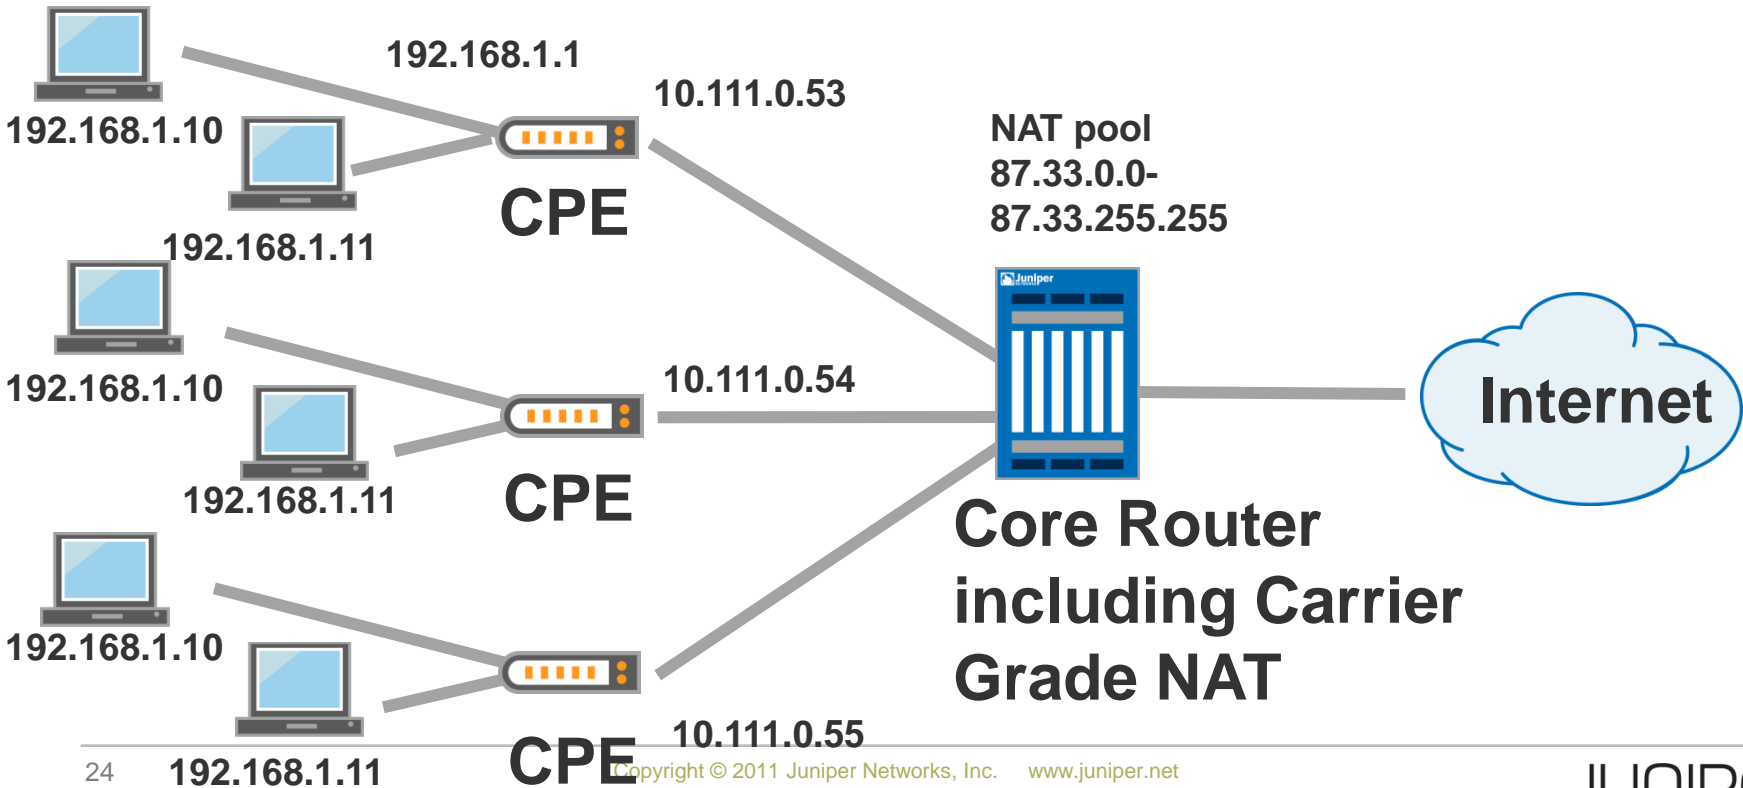 192.168.1.1
10.111.0.53
192.168.1.10
NAT pool
87.33.0.0-
87.33.255.255
CPE
192.168.1.11
Juniper
10.111.0.54
192.168.1.10
Internet
CPE
192.168.1.11
Core Router
including Carrier
Grade NAT
192.168.1.10
10.111.0.55
CPE
192.168.1.11
24
Copyright © 2011 Juniper Networks, Inc. www.juniper.net